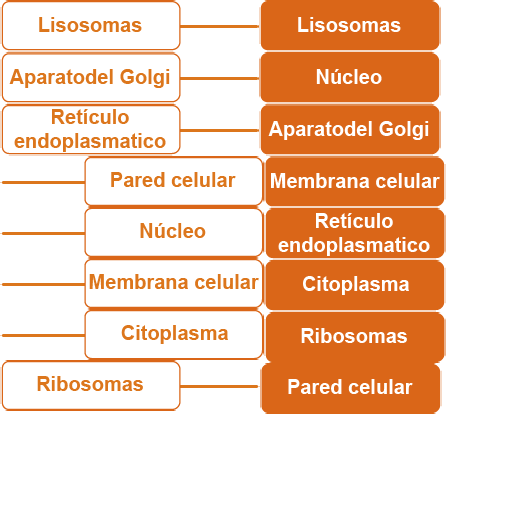 Lisosomas
Lisosomas
Aparatodel Golgi
Núcleo
Retículo
endoplasmatico
Aparatodel Golgi
Pared celular
Membrana celular
Núcleo
Retículo
endoplasmatico
Membrana celular
Citoplasma
Citoplasma
Ribosomas
Ribosomas
Pared celular